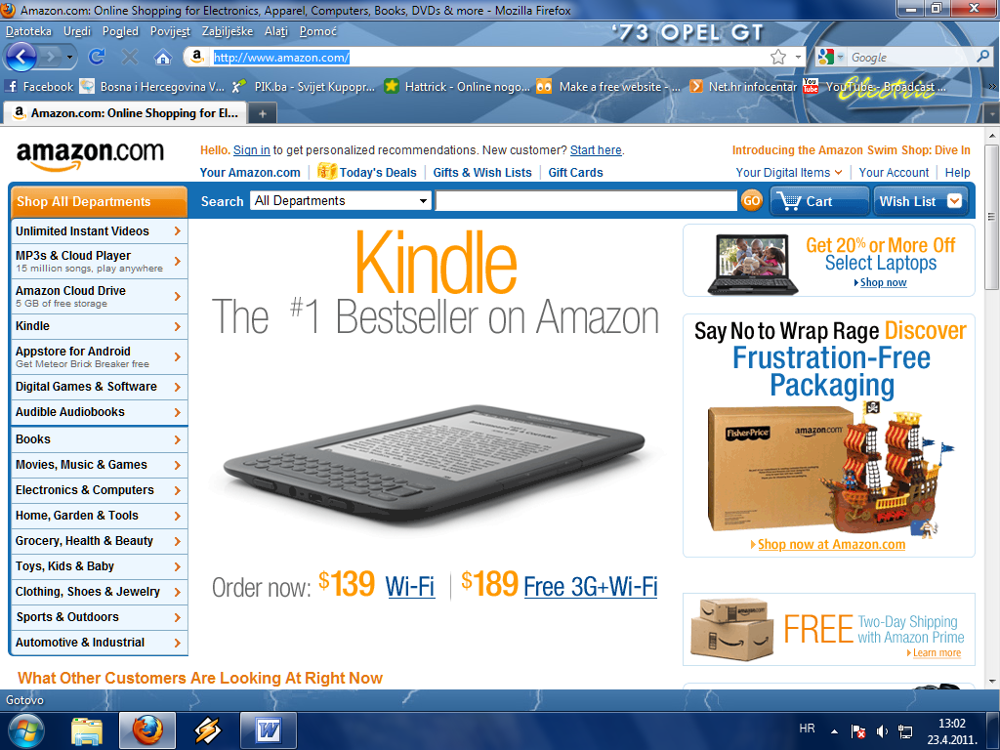 Amazon.com: Online Shopping for Electronics, Apparel, Computers, Books, DVDs & more - Mozilla Firefox
Datoteka Uredi Pogled Povijest Zabilješke Alati Pomoć
'73 OPEL GT
http://www.amazon.com/
Google
Facebook Bosna i Hercegovina V... PIK.ba - Svijet Kupopr... Hattrick - Online nogo... Make a free website - ... Net.hr infocentar YouTube - Broadcast ...
Electric
Amazon.com: Online Shopping for El...
amazon.com
Hello. Sign in to get personalized recommendations. New customer? Start here.
Introducing the Amazon Swim Shop: Dive In
Your Amazon.com Today's Deals Gifts & Wish Lists Gift Cards
Your Digital Items Your Account Help
Shop All Departments
Search All Departments GO Cart Wish List
Unlimited Instant Videos
MP3s & Cloud Player
15 million songs, play anywhere
Amazon Cloud Drive
5 GB of free storage
Kindle
Appstore for Android
Get Meteor Brick Breaker free
Digital Games & Software
Audible Audiobooks
Books
Movies, Music & Games
Electronics & Computers
Home, Garden & Tools
Grocery, Health & Beauty
Toys, Kids & Baby
Clothing, Shoes & Jewelry
Sports & Outdoors
Automotive & Industrial
Kindle
The #1 Bestseller on Amazon
Order now: $139 Wi-Fi | $189 Free 3G+Wi-Fi
Get 20% or More Off
Select Laptops
Shop now
Say No to Wrap Rage Discover
Frustration-Free
Packaging
Fisher-Price amazon.com
Shop now at Amazon.com
amazon.com
FREE Two-Day Shipping
with Amazon Prime
Learn more
What Other Customers Are Looking At Right Now
Gotovo
HR
13:02
23.4.2011.